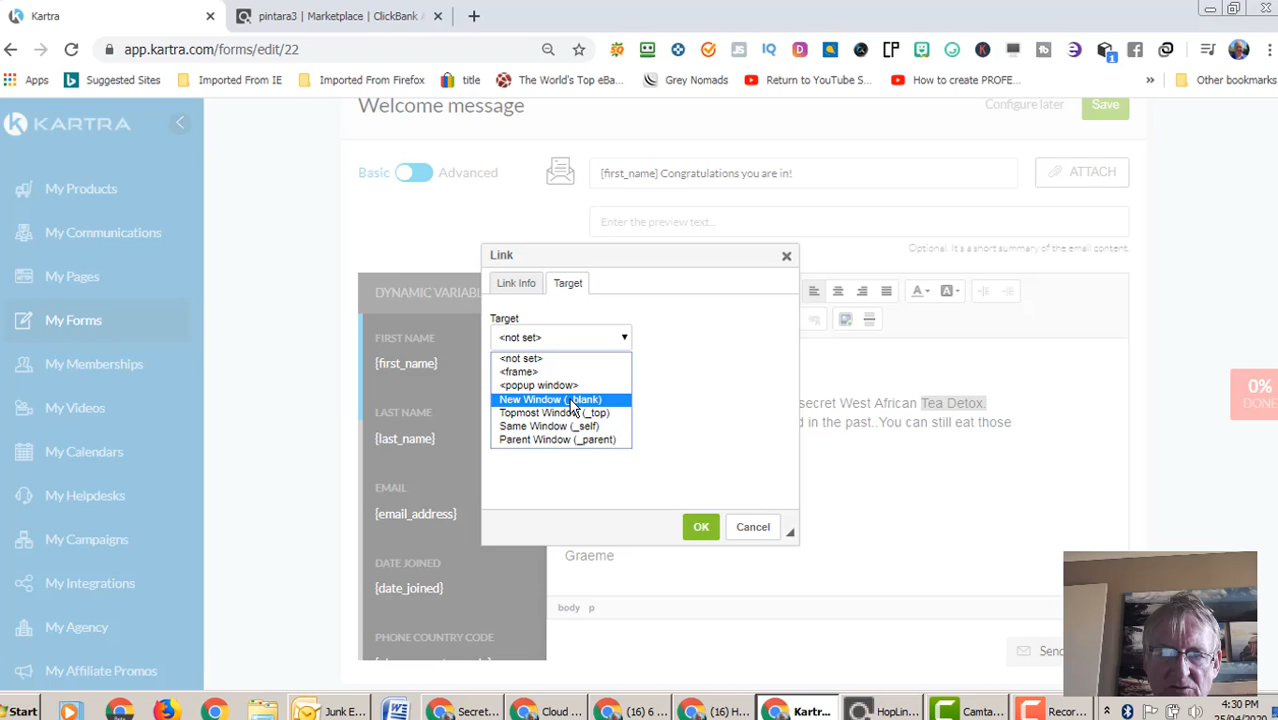 Kartra
pintara3 | Marketplace | ClickBank A
app.kartra.com/forms/edit/22
Apps
Suggested Sites
Imported From IE
Imported From Firefox
title
The World's Top eBa...
Grey Nomads
Return to YouTube S...
How to create PROFE...
»
Other bookmarks
KARTRA
My Products
My Communications
My Pages
My Forms
My Memberships
My Videos
My Calendars
My Helpdesks
My Campaigns
My Integrations
My Agency
My Affiliate Promos
Welcome message
Configure later
Save
Basic
Advanced
{first_name} Congratulations you are in!
ATTACH
Enter the preview text...
Optional. It's a short summary of the email content.
DYNAMIC VARIAB
FIRST NAME
{first_name}
LAST NAME
{last_name}
EMAIL
{email_address}
DATE JOINED
{date_joined}
PHONE COUNTRY CODE
Link
Link Info
Target
Target
<not set>
<not set>
<frame>
<popup window>
New Window (_blank)
Topmost Window (_top)
Same Window (_self)
Parent Window (_parent)
OK
Cancel
secret West African Tea Detox.
d in the past..You can still eat those
Graeme
body p
Send
0%
DONE
Start
Junk E...
Secret...
Cloud ...
(16) 6 ...
(16) H...
Kartr...
HopLin...
Camta...
Recor...
4:30 PM
25/04/2020